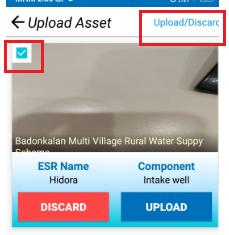 Upload Asset
Upload/Discard
Badonkalan Multi Village Rural Water Suppy
Scheme
ESR Name
Component
Hidora
Intake well
DISCARD
UPLOAD